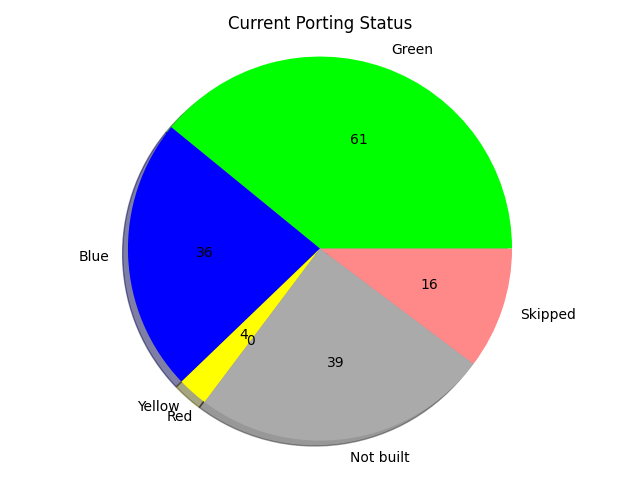 Current Porting Status
Green
61
Blue
36
Yellow
4
Red
0
Not built
39
Skipped
16